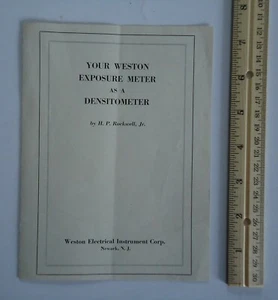 YOUR WESTON
EXPOSURE METER
AS A
DENSITOMETER
by H. P. Rockwell, Jr.
Weston Electrical Instrument Corp.
Newark, N. J.